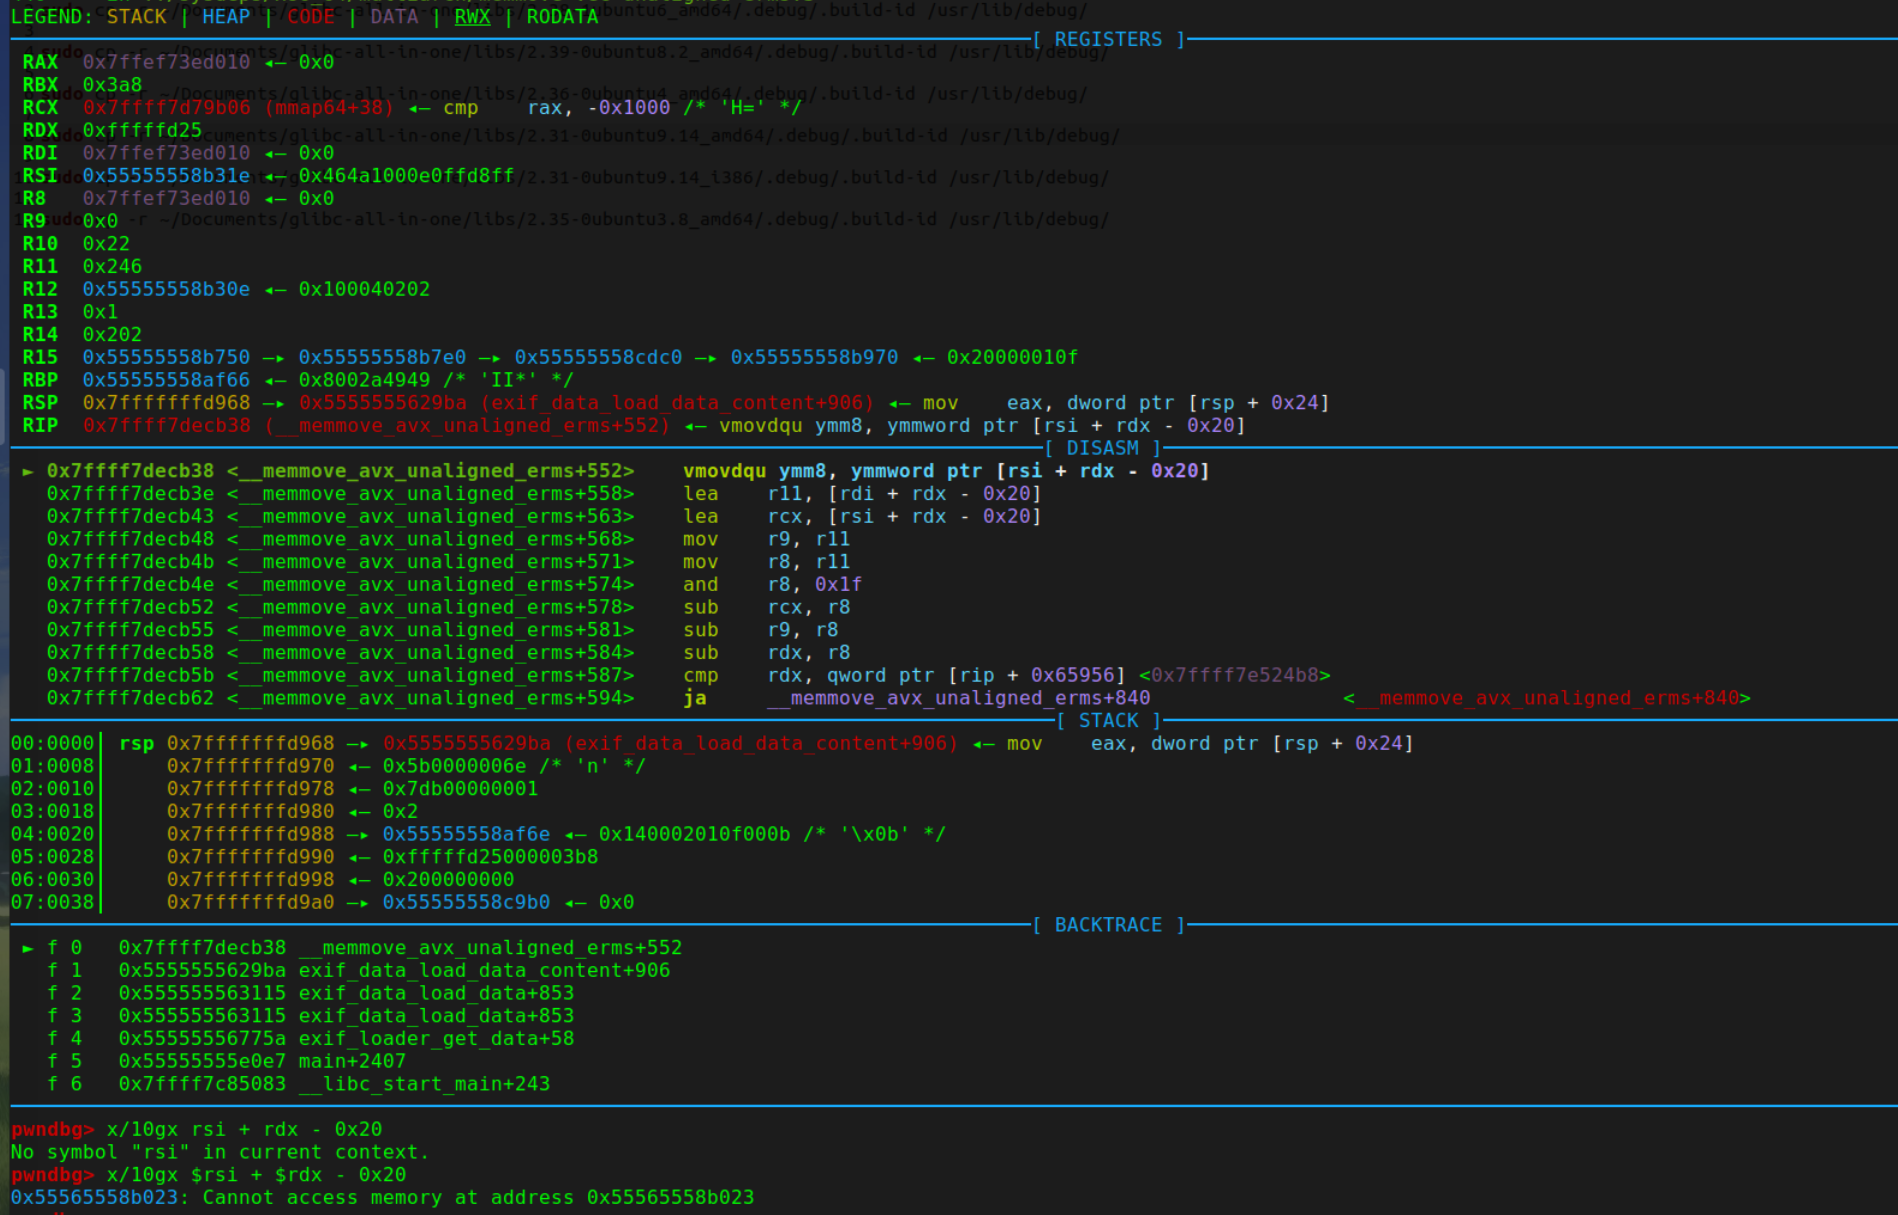 LEGEND: STACK | HEAP | CODE | DATA | RWX | RODATA
[ REGISTERS ]
RAX  0x7ffef73ed010 ◂— 0x0
RBX  0x3a8
RCX  0x7ffff7d79b06 (mmap64+38) ◂— cmp    rax, -0x1000 /* 'H=' */
RDX  0xfffffd25
RDI  0x7ffef73ed010 ◂— 0x0
RSI  0x55555558b31e ◂— 0x464a1000e0ffd8ff
R8   0x7ffef73ed010 ◂— 0x0
R9   0x0
R10  0x22
R11  0x246
R12  0x55555558b30e ◂— 0x100040202
R13  0x1
R14  0x202
R15  0x55555558b750 —▸ 0x55555558b7e0 —▸ 0x55555558cdc0 —▸ 0x55555558b970 ◂— 0x20000010f
RBP  0x55555558af66 ◂— 0x8002a4949 /* 'II*' */
RSP  0x7fffffffd968 —▸ 0x5555555629ba (exif_data_load_data_content+906) ◂— mov    eax, dword ptr [rsp + 0x24]
RIP  0x7ffff7decb38 (__memmove_avx_unaligned_erms+552) ◂— vmovdqu ymm8, ymmword ptr [rsi + rdx - 0x20]
[ DISASM ]
► 0x7ffff7decb38 <__memmove_avx_unaligned_erms+552>    vmovdqu ymm8, ymmword ptr [rsi + rdx - 0x20]
0x7ffff7decb3e <__memmove_avx_unaligned_erms+558>    lea    r11, [rdi + rdx - 0x20]
0x7ffff7decb43 <__memmove_avx_unaligned_erms+563>    lea    rcx, [rsi + rdx - 0x20]
0x7ffff7decb48 <__memmove_avx_unaligned_erms+568>    mov    r9, r11
0x7ffff7decb4b <__memmove_avx_unaligned_erms+571>    mov    r8, r11
0x7ffff7decb4e <__memmove_avx_unaligned_erms+574>    and    r8, 0x1f
0x7ffff7decb52 <__memmove_avx_unaligned_erms+578>    sub    rcx, r8
0x7ffff7decb55 <__memmove_avx_unaligned_erms+581>    sub    r9, r8
0x7ffff7decb58 <__memmove_avx_unaligned_erms+584>    sub    rdx, r8
0x7ffff7decb5b <__memmove_avx_unaligned_erms+587>    cmp    rdx, qword ptr [rip + 0x65956] <0x7ffff7e524b8>
0x7ffff7decb62 <__memmove_avx_unaligned_erms+594>    ja     __memmove_avx_unaligned_erms+840                <__memmove_avx_unaligned_erms+840>
[ STACK ]
00:0000│ rsp 0x7fffffffd968 —▸ 0x5555555629ba (exif_data_load_data_content+906) ◂— mov    eax, dword ptr [rsp + 0x24]
01:0008│     0x7fffffffd970 ◂— 0x5b0000006e /* 'n' */
02:0010│     0x7fffffffd978 ◂— 0x7db00000001
03:0018│     0x7fffffffd980 ◂— 0x2
04:0020│     0x7fffffffd988 —▸ 0x55555558af6e ◂— 0x140002010f000b /* '\x0b' */
05:0028│     0x7fffffffd990 ◂— 0xfffffd25000003b8
06:0030│     0x7fffffffd998 ◂— 0x200000000
07:0038│     0x7fffffffd9a0 —▸ 0x55555558c9b0 ◂— 0x0
[ BACKTRACE ]
► f 0   0x7ffff7decb38 __memmove_avx_unaligned_erms+552
f 1   0x5555555629ba exif_data_load_data_content+906
f 2   0x555555563115 exif_data_load_data+853
f 3   0x555555563115 exif_data_load_data+853
f 4   0x55555556775a exif_loader_get_data+58
f 5   0x55555555e0e7 main+2407
f 6   0x7ffff7c85083 __libc_start_main+243
pwndbg> x/10gx rsi + rdx - 0x20
No symbol "rsi" in current context.
pwndbg> x/10gx $rsi + $rdx - 0x20
0x55565558b023: Cannot access memory at address 0x55565558b023